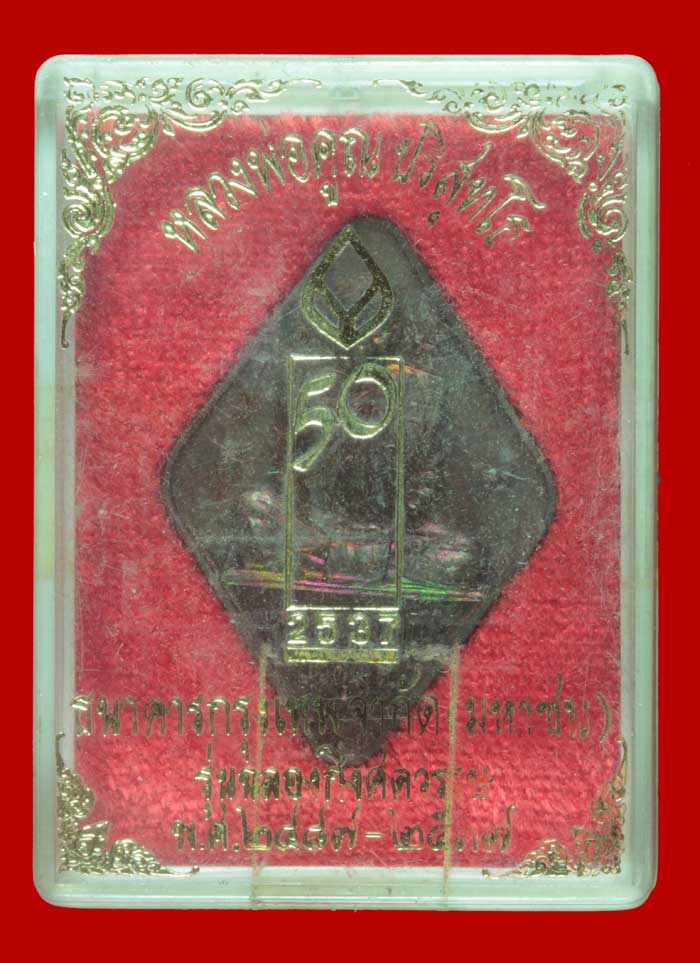 หลวงพ่อคูณ ปริสุทโธ
50
2537
ธนาคารกรุงเทพ จำกัด (มหาชน)
รุ่นฉลองกึ่งศตวรรษ
พ.ศ.๒๔๘๗ - ๒๕๓๗